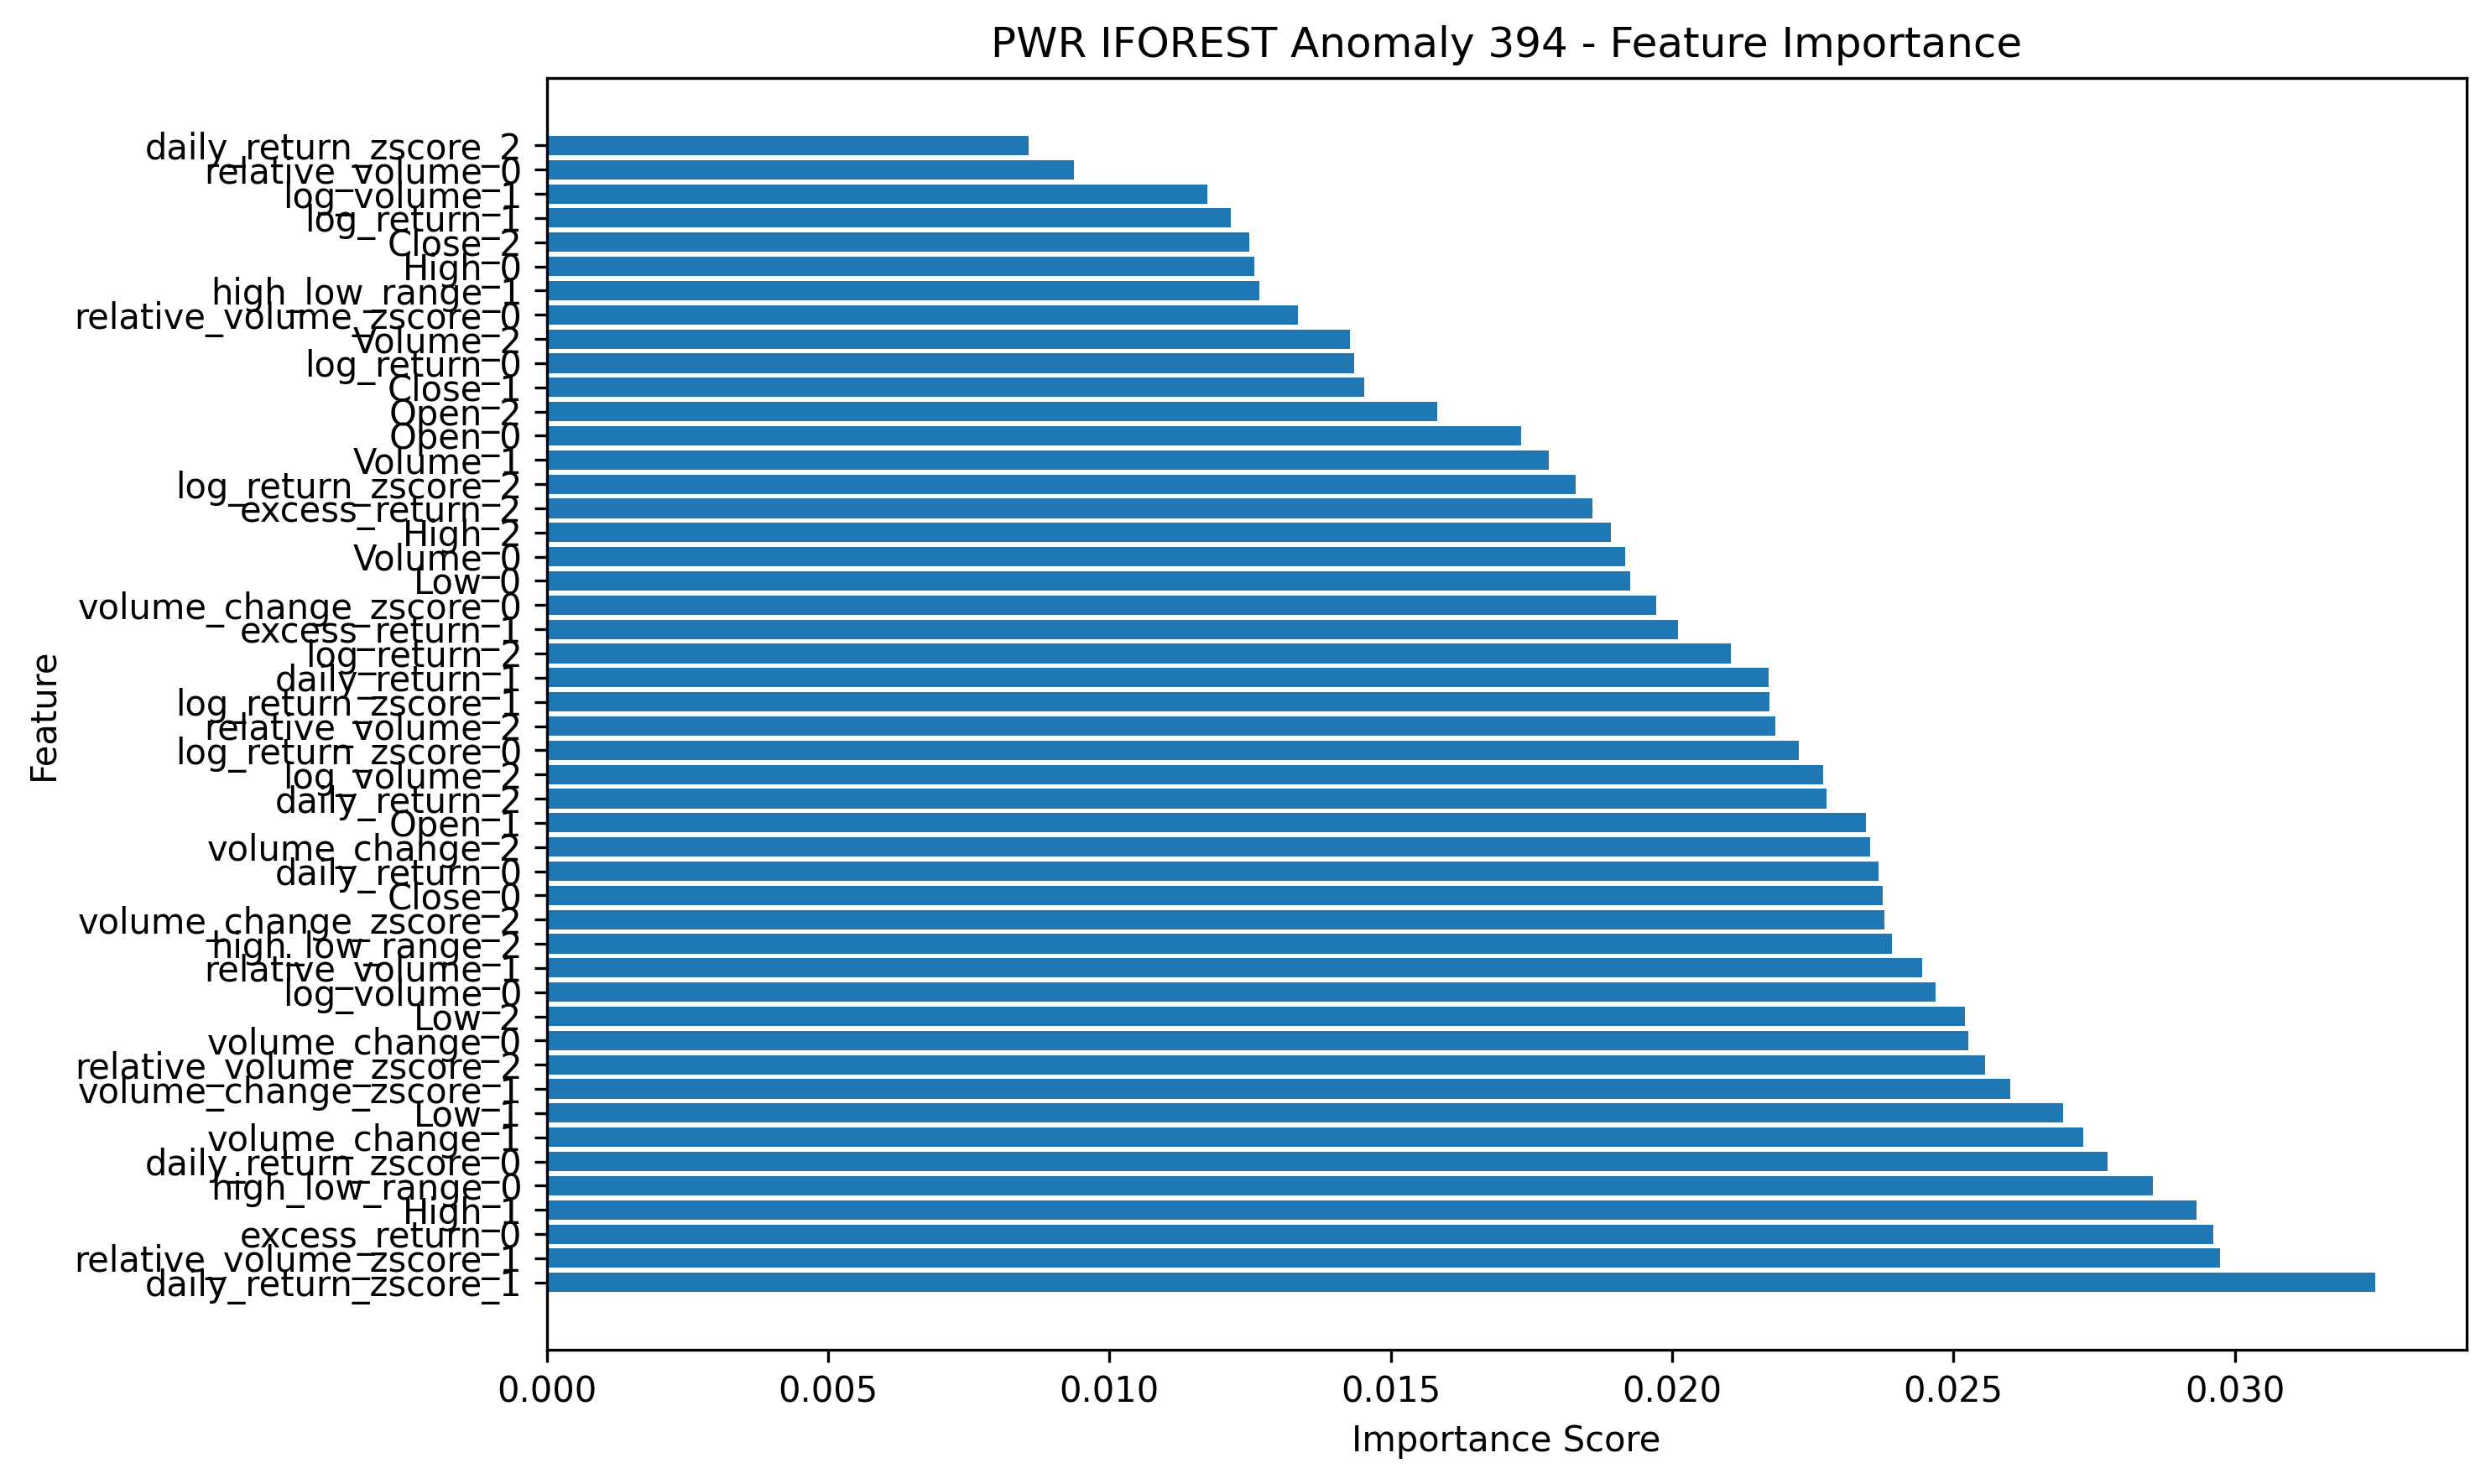 PWR IFOREST Anomaly 394 - Feature Importance
daily_return_zscore_2
relative_volume_0
log_volume_1
log_return_1
Close_2
High_0
high_low_range_1
relative_volume_zscore_0
Volume_2
log_return_0
Close_1
Open_2
Open_0
Volume_1
log_return_zscore_2
excess_return_2
High_2
Volume_0
Low_0
volume_change_zscore_0
excess_return_1
log_return_2
daily_return_1
log_return_zscore_1
relative_volume_2
log_return_zscore_0
log_volume_2
daily_return_2
Open_1
volume_change_2
daily_return_0
Close_0
volume_change_zscore_2
high_low_range_2
relative_volume_1
log_volume_0
Low_2
volume_change_0
relative_volume_zscore_2
volume_change_zscore_1
Low_1
volume_change_1
daily_return_zscore_0
high_low_range_0
High_1
excess_return_0
relative_volume_zscore_1
daily_return_zscore_1
Feature
0.000 0.005 0.010 0.015 0.020 0.025 0.030
Importance Score